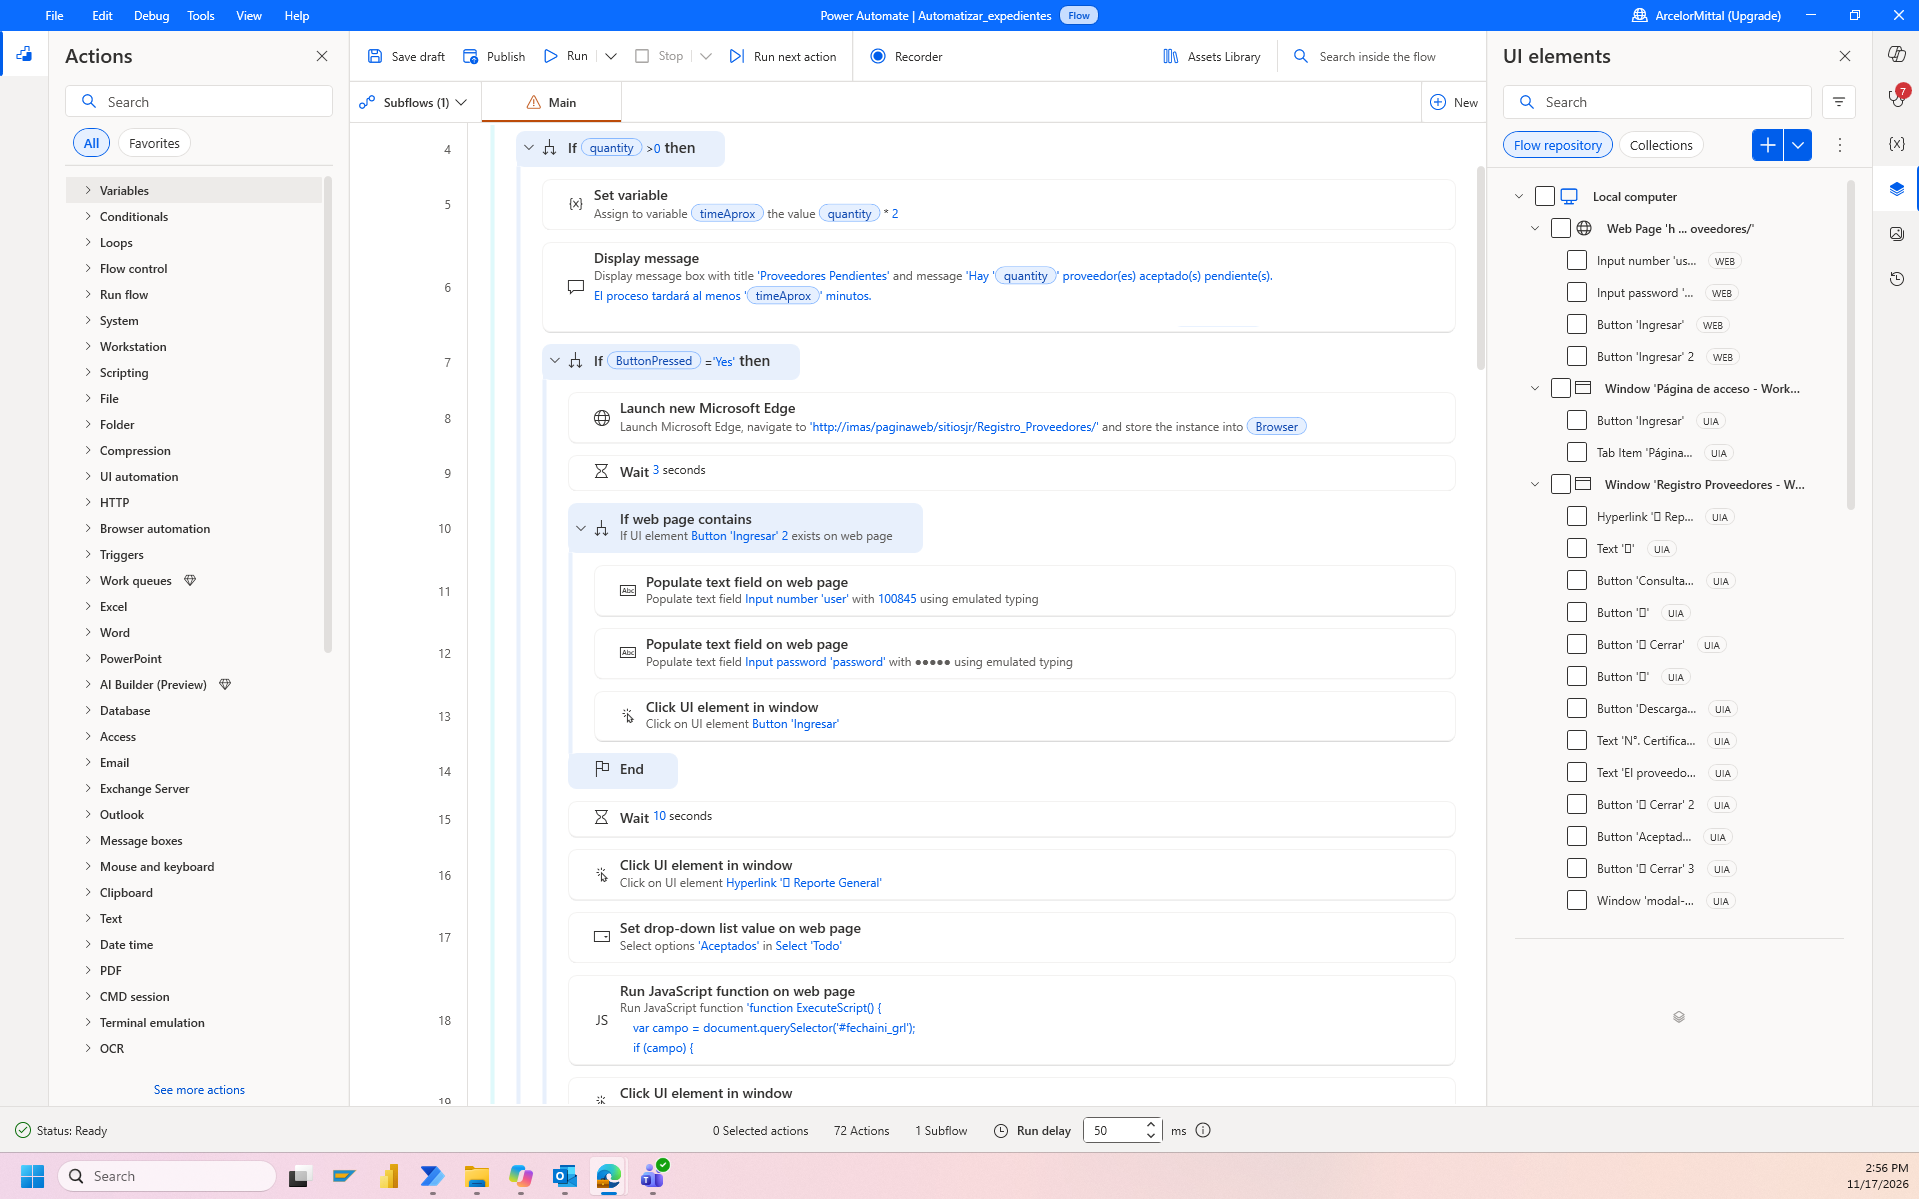 File Edit Debug Tools View Help
Power Automate | Automatizar_expedientes Flow
ArcelorMittal (Upgrade)
Actions
Search
All Favorites
Variables
Conditionals
Loops
Flow control
Run flow
System
Workstation
Scripting
File
Folder
Compression
UI automation
HTTP
Browser automation
Triggers
Work queues
Excel
Word
PowerPoint
AI Builder (Preview)
Database
Access
Email
Exchange Server
Outlook
Message boxes
Mouse and keyboard
Clipboard
Text
Date time
PDF
CMD session
Terminal emulation
OCR
See more actions
Save draft Publish Run Stop Run next action Recorder Assets Library Search inside the flow
Subflows (1) Main New
4 If quantity >0 then
5 Set variable
Assign to variable timeAprox the value quantity * 2
6 Display message
Display message box with title 'Proveedores Pendientes' and message 'Hay ' quantity ' proveedor(es) aceptado(s) pendiente(s).
El proceso tardará al menos ' timeAprox ' minutos.
7 If ButtonPressed ='Yes' then
8 Launch new Microsoft Edge
Launch Microsoft Edge, navigate to 'http://imas/paginaweb/sitiosjr/Registro_Proveedores/' and store the instance into Browser
9 Wait 3 seconds
10 If web page contains
If UI element Button 'Ingresar' 2 exists on web page
11 Populate text field on web page
Populate text field Input number 'user' with 100845 using emulated typing
12 Populate text field on web page
Populate text field Input password 'password' with ●●●●● using emulated typing
13 Click UI element in window
Click on UI element Button 'Ingresar'
14 End
15 Wait 10 seconds
16 Click UI element in window
Click on UI element Hyperlink '▯ Reporte General'
17 Set drop-down list value on web page
Select options 'Aceptados' in Select 'Todo'
18 Run JavaScript function on web page
Run JavaScript function 'function ExecuteScript() {
JS var campo = document.querySelector('#fechaini_grl');
if (campo) {
19 Click UI element in window
UI elements
Search
Flow repository Collections
Local computer
Web Page 'h ... oveedores/'
Input number 'us... WEB
Input password '... WEB
Button 'Ingresar' WEB
Button 'Ingresar' 2 WEB
Window 'Página de acceso - Work...
Button 'Ingresar' UIA
Tab Item 'Página... UIA
Window 'Registro Proveedores - W...
Hyperlink '▯ Rep... UIA
Text '▯' UIA
Button 'Consulta... UIA
Button '▯' UIA
Button '▯ Cerrar' UIA
Button '▯' UIA
Button 'Descarga... UIA
Text 'N°. Certifica... UIA
Text 'El proveedo... UIA
Button '▯ Cerrar' 2 UIA
Button 'Aceptad... UIA
Button '▯ Cerrar' 3 UIA
Window 'modal-... UIA
7
{x}
Status: Ready 0 Selected actions 72 Actions 1 Subflow Run delay 50 ms
Search
2:56 PM
11/17/2026